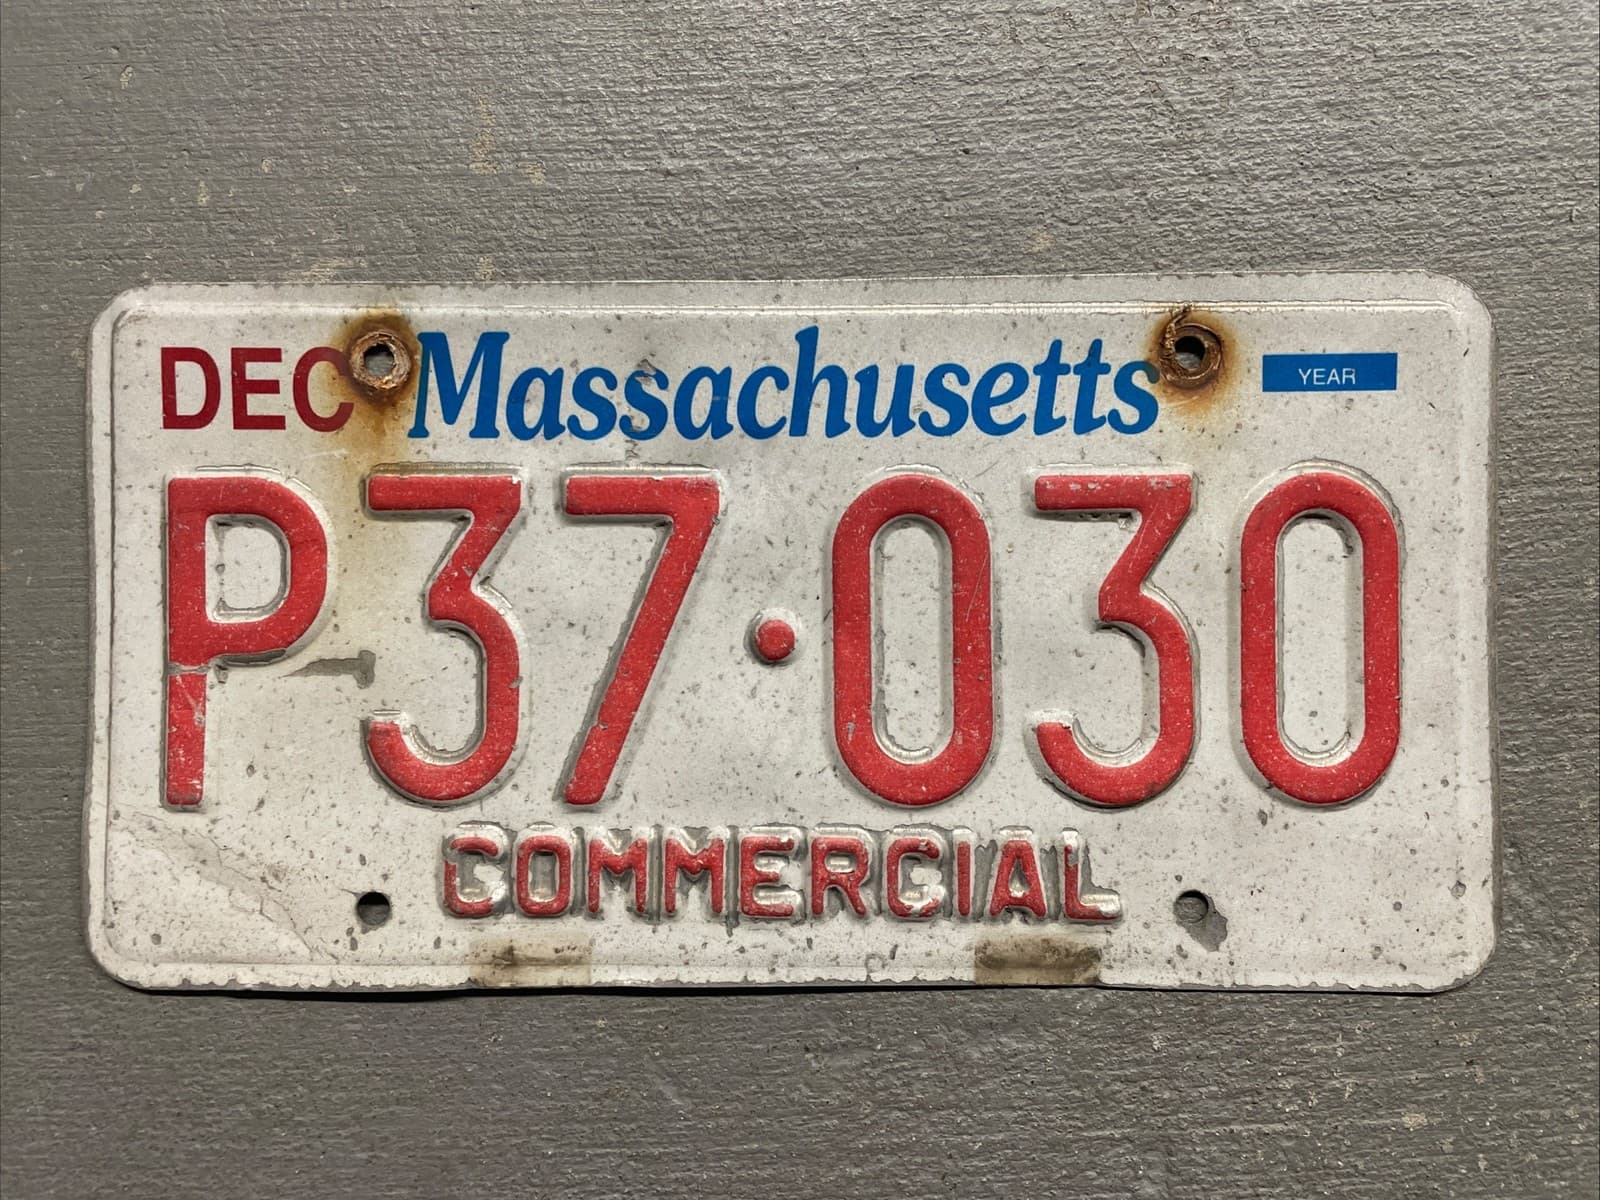 DEC Massachusetts YEAR
P37·030
COMMERCIAL